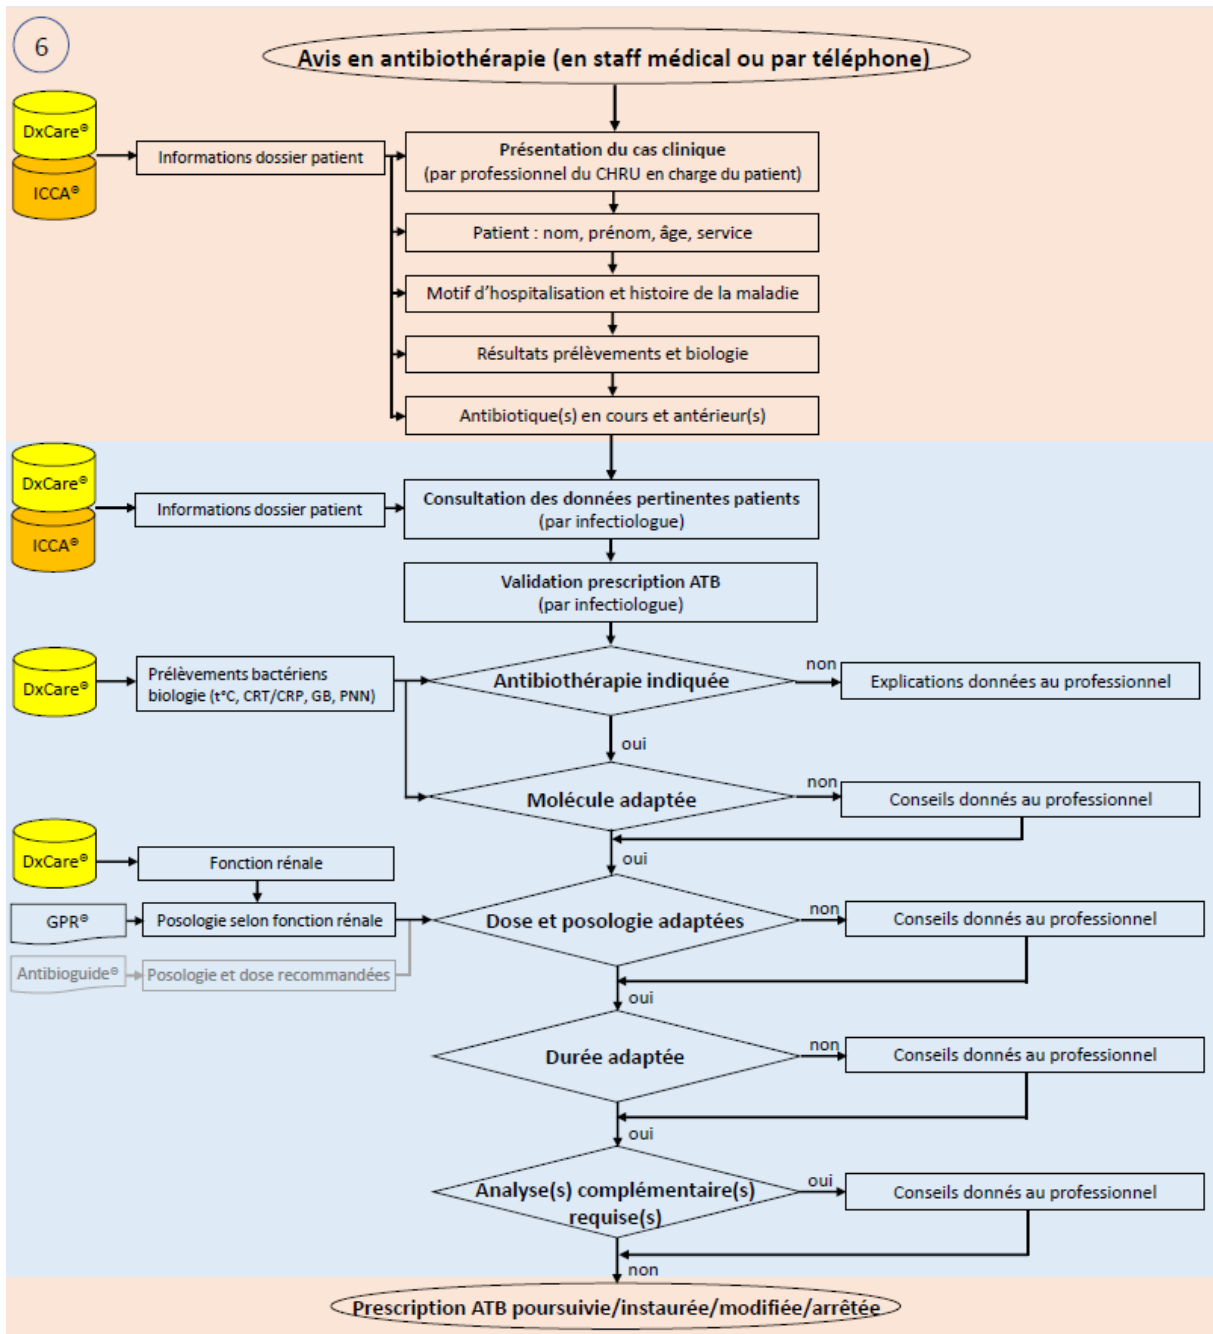 6
Avis en antibiothérapie (en staff médical ou par téléphone)
DxCare®
ICCA®
Informations dossier patient
Présentation du cas clinique
(par professionnel du CHRU en charge du patient)
Patient : nom, prénom, âge, service
Motif d'hospitalisation et histoire de la maladie
Résultats prélèvements et biologie
Antibiotique(s) en cours et antérieur(s)
DxCare®
ICCA®
Informations dossier patient
Consultation des données pertinentes patients
(par infectiologue)
Validation prescription ATB
(par infectiologue)
DxCare®
Prélèvements bactériens
biologie (t°C, CRT/CRP, GB, PNN)
Antibiothérapie indiquée
non
Explications données au professionnel
oui
Molécule adaptée
non
Conseils donnés au professionnel
oui
DxCare®
Fonction rénale
GPR®
Posologie selon fonction rénale
Antibioguide®
Posologie et dose recommandées
Dose et posologie adaptées
non
Conseils donnés au professionnel
oui
Durée adaptée
non
Conseils donnés au professionnel
oui
Analyse(s) complémentaire(s)
requise(s)
oui
Conseils donnés au professionnel
non
Prescription ATB poursuivie/instaurée/modifiée/arrêtée